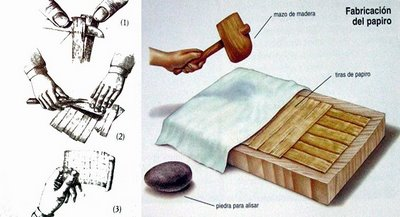 (1)
(2)
(3)
Fabricación
del papiro
mazo de madera
tiras de papiro
piedra para alisar